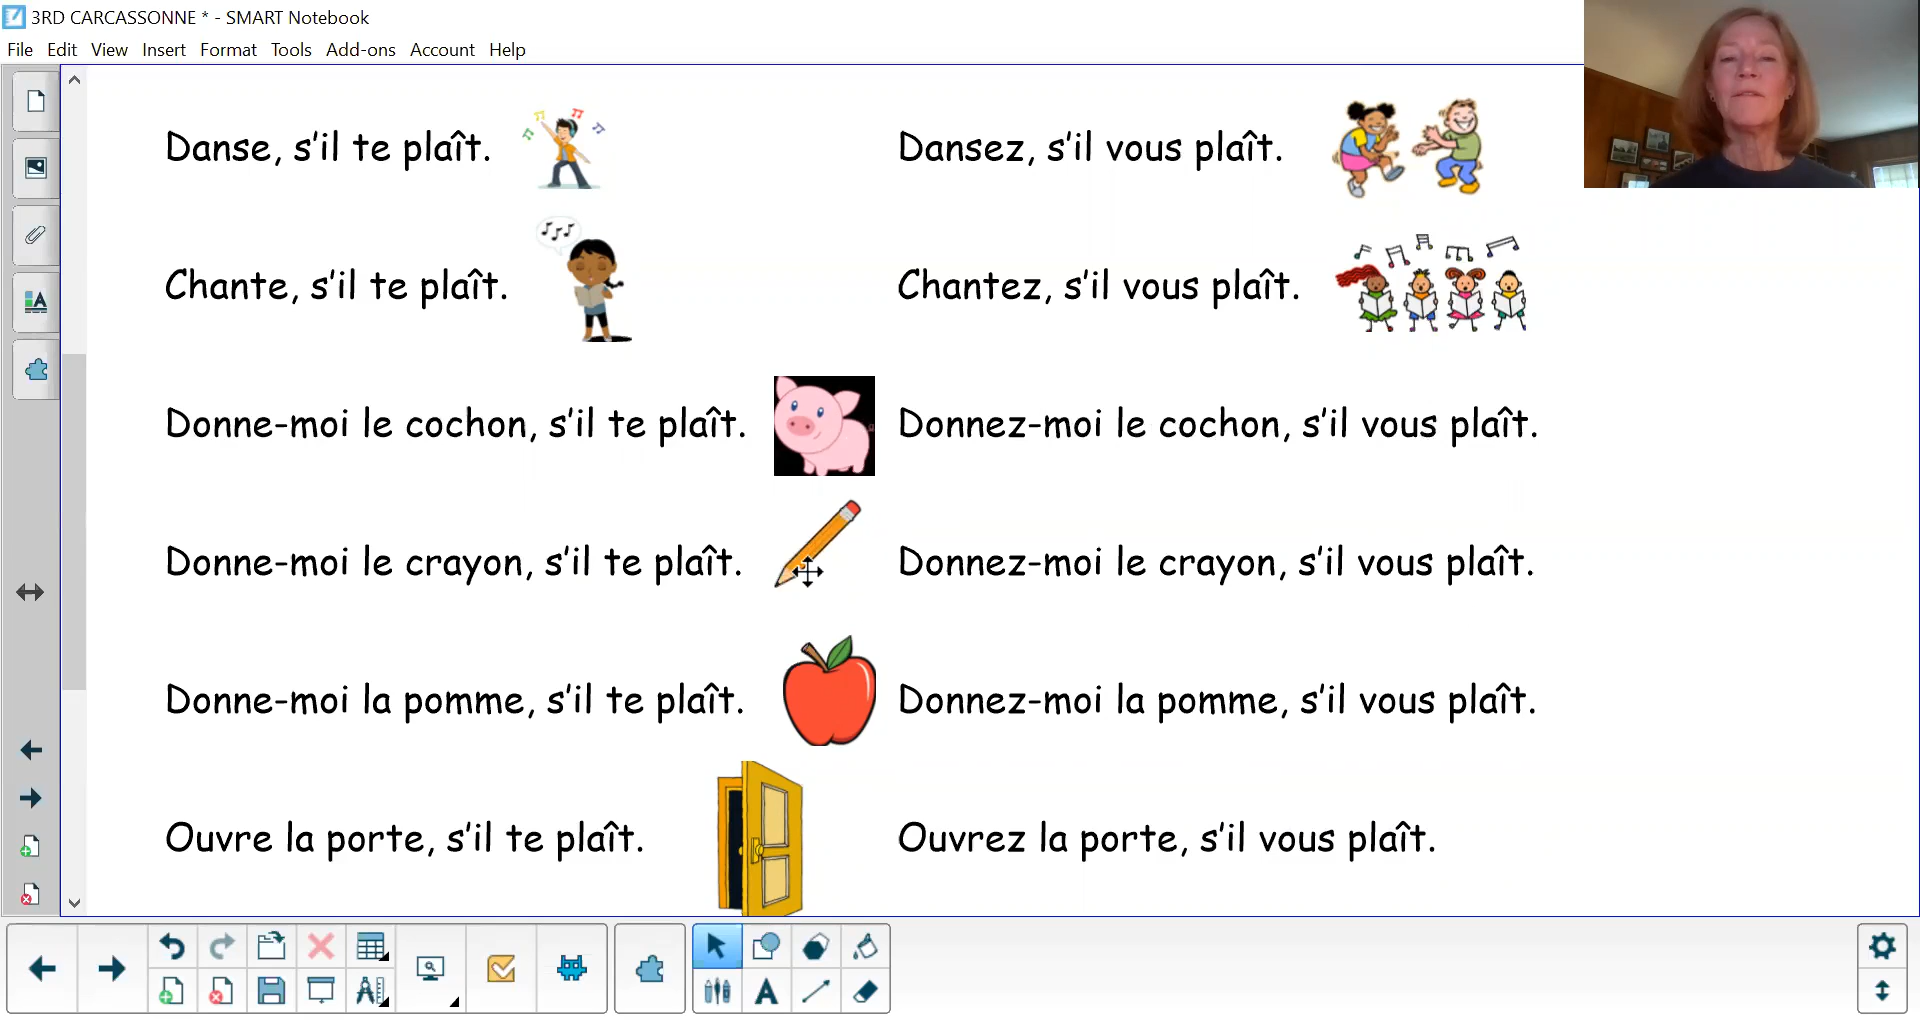 3RD CARCASSONNE * - SMART Notebook
File Edit View Insert Format Tools Add-ons Account Help
Danse, s'il te plaît. Dansez, s'il vous plaît.
Chante, s'il te plaît. Chantez, s'il vous plaît.
Donne-moi le cochon, s'il te plaît. Donnez-moi le cochon, s'il vous plaît.
Donne-moi le crayon, s'il te plaît. Donnez-moi le crayon, s'il vous plaît.
Donne-moi la pomme, s'il te plaît. Donnez-moi la pomme, s'il vous plaît.
Ouvre la porte, s'il te plaît. Ouvrez la porte, s'il vous plaît.